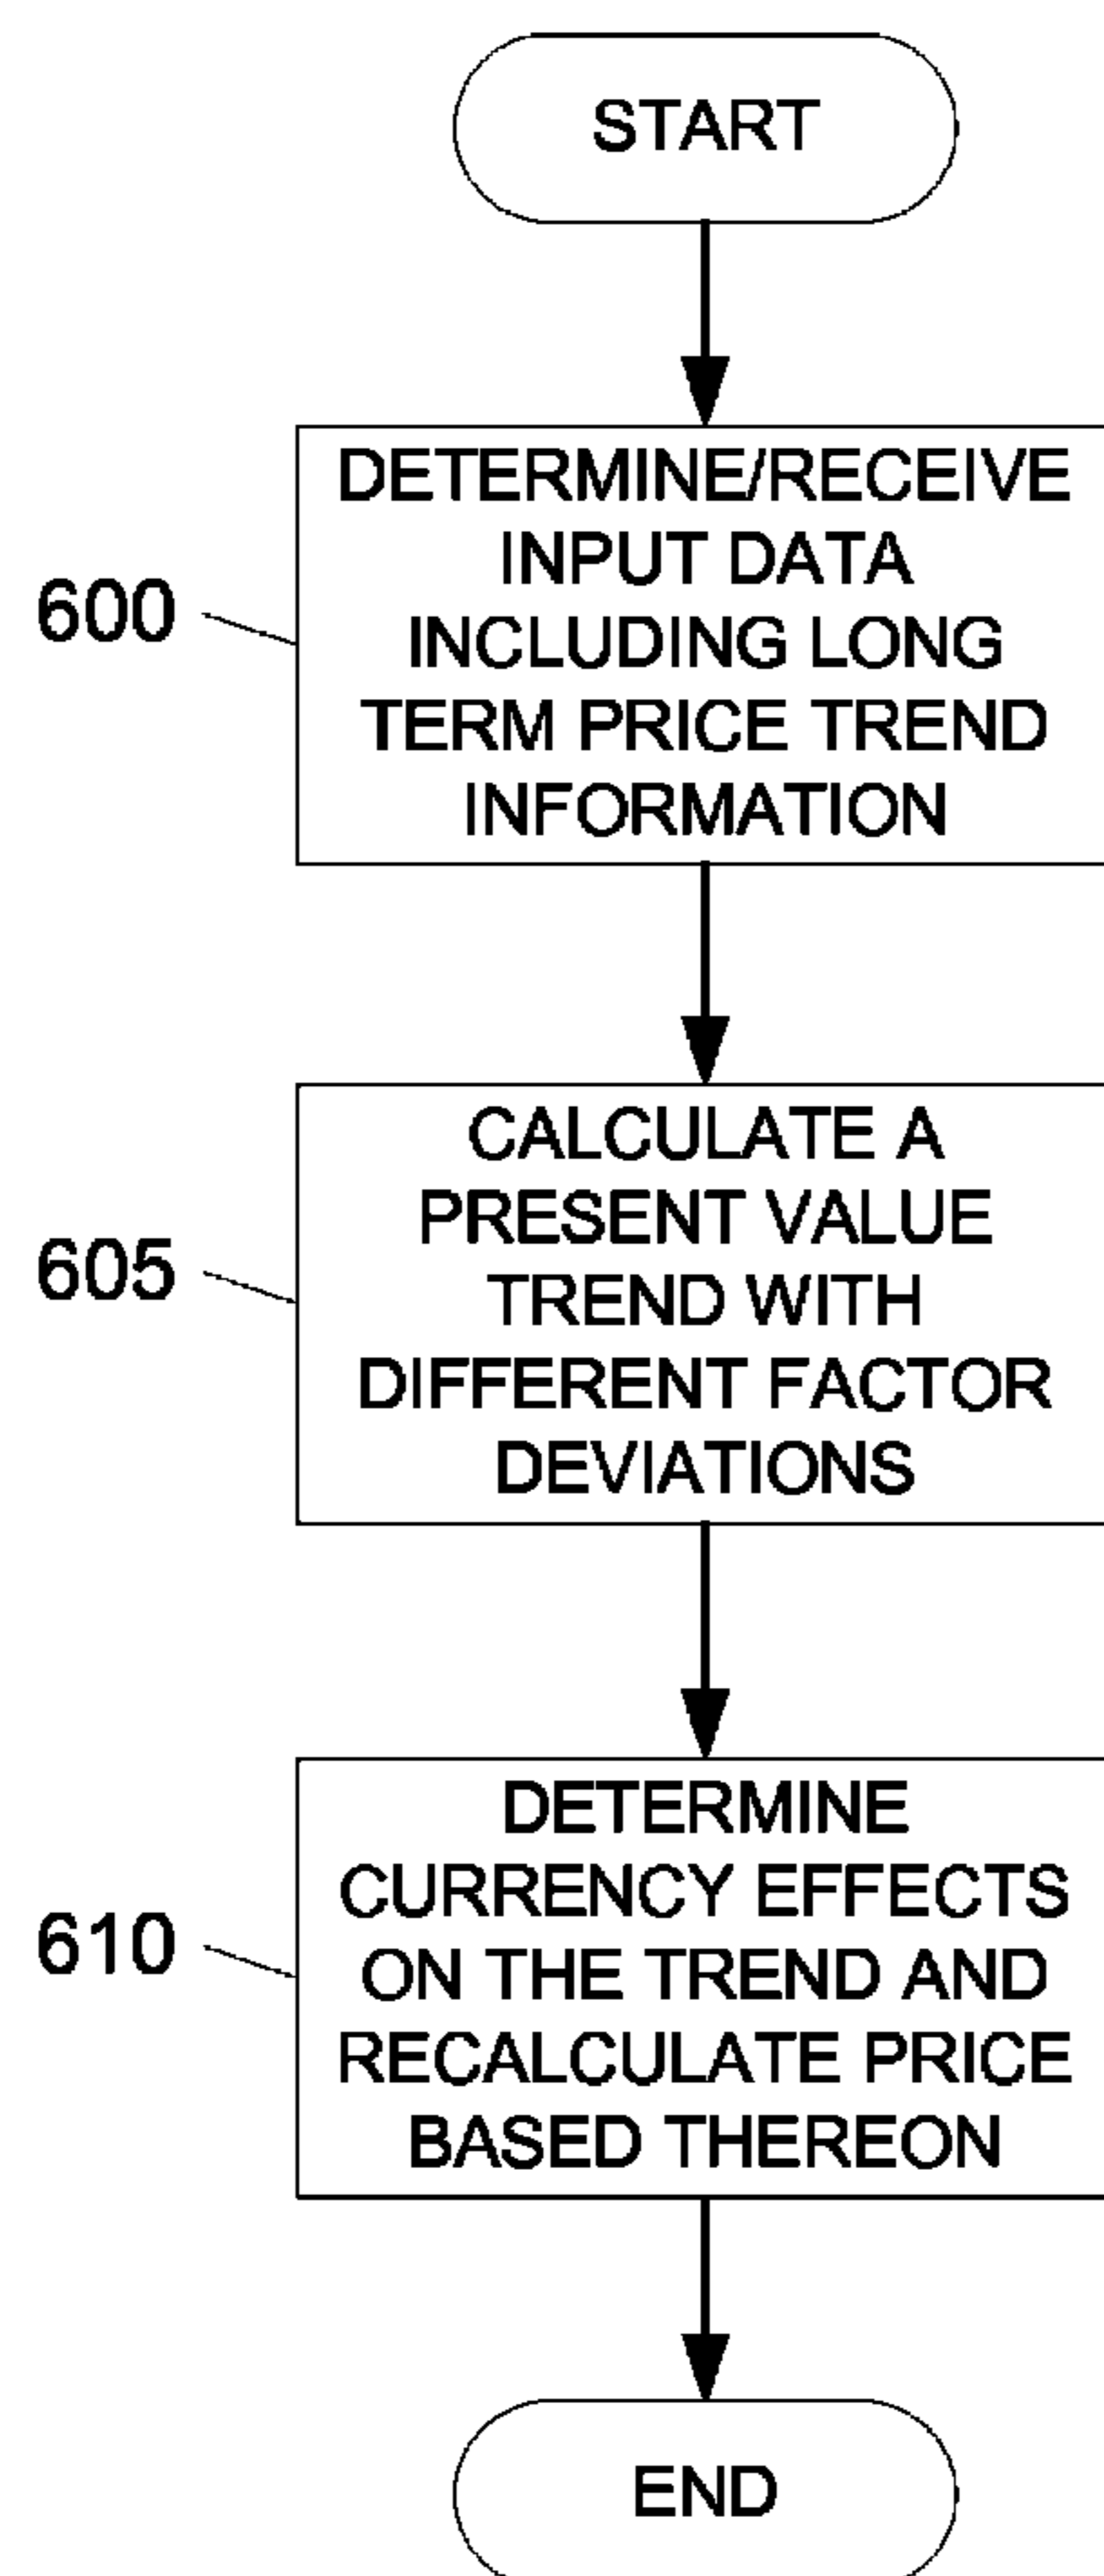 START
DETERMINE/RECEIVE
INPUT DATA
INCLUDING LONG
TERM PRICE TREND
INFORMATION
600
CALCULATE A
PRESENT VALUE
TREND WITH
DIFFERENT FACTOR
DEVIATIONS
605
DETERMINE
CURRENCY EFFECTS
ON THE TREND AND
RECALCULATE PRICE
BASED THEREON
610
END